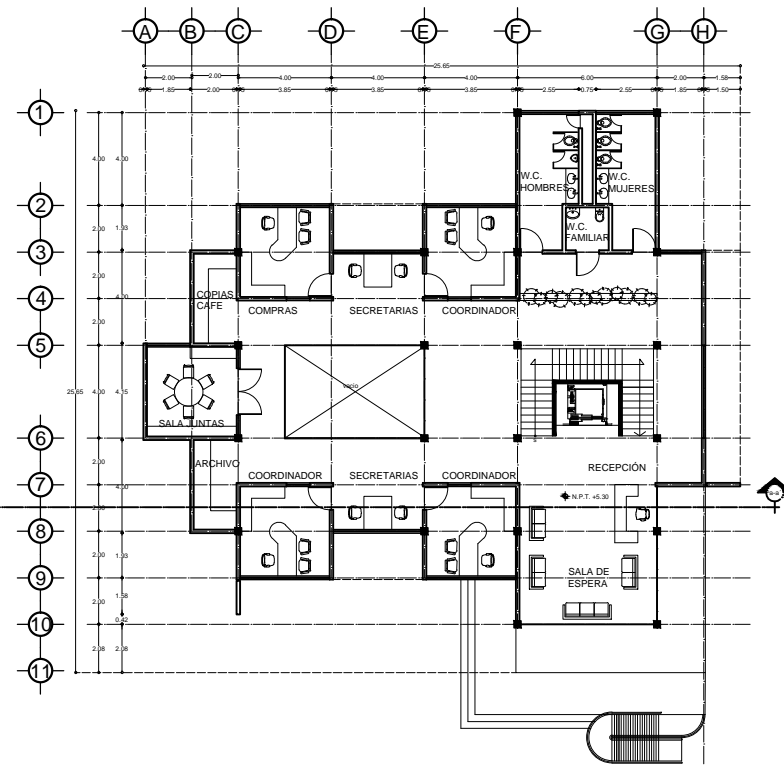 A B C D E F G H
25.65
2.00 2.00 4.00 4.00 4.00 6.00 2.00 1.58
1.85 2.00 3.85 3.85 3.85 2.55 0.75 2.55 1.85 1.50
1
4.00 4.00
W.C.
HOMBRES
W.C.
MUJERES
2
2.00 1.93
W.C.
FAMILIAR
3
2.00
COPIAS
CAFE
4
COMPRAS SECRETARIAS COORDINADOR
2.00
5
25.65 4.00 4.15
vacio
SALA JUNTAS
6
2.00
ARCHIVO COORDINADOR SECRETARIAS COORDINADOR RECEPCIÓN
7
N.P.T. +5.30
8
2.00 1.93
SALA DE
ESPERA
9
2.00 1.58
0.42
10
2.08 2.08
11